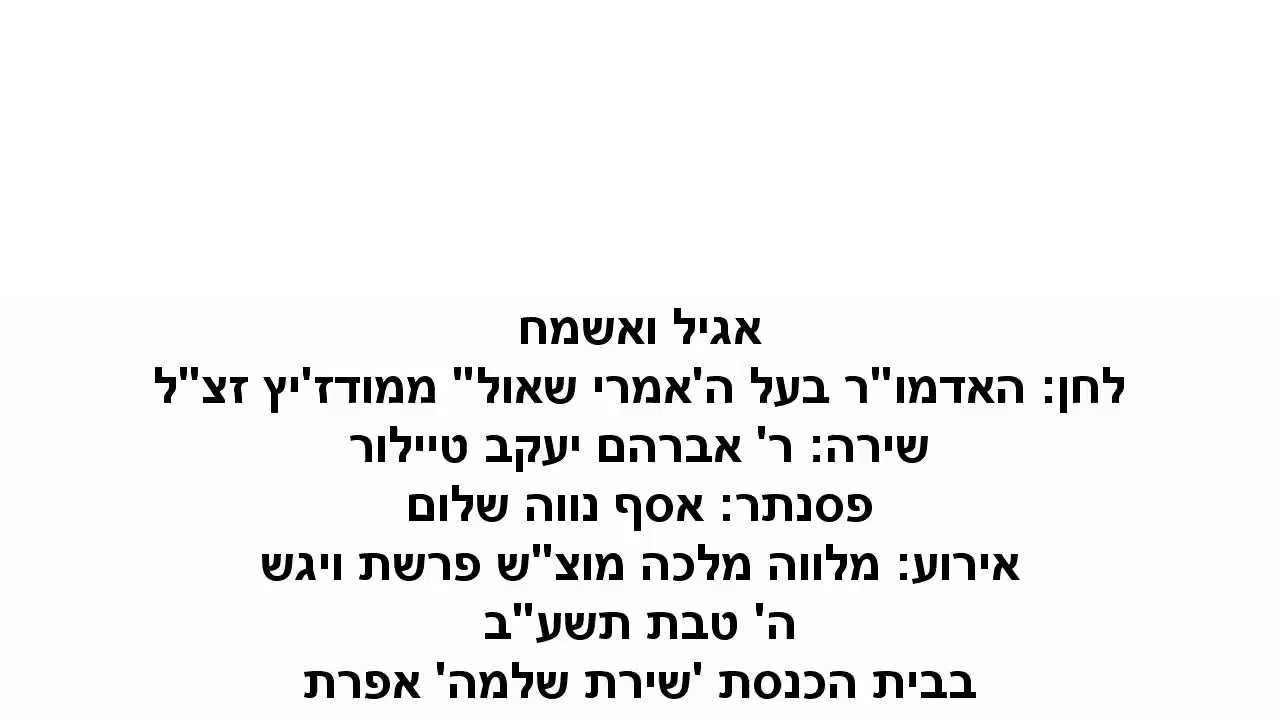 אגיל ואשמח
לחן: האדמו"ר בעל ה'אמרי שאול" ממודז'יץ זצ"ל
שירה: ר' אברהם יעקב טיילור
פסנתר: אסף נווה שלום
אירוע: מלווה מלכה מוצ"ש פרשת ויגש
ה' טבת תשע"ב
בבית הכנסת 'שירת שלמה' אפרת